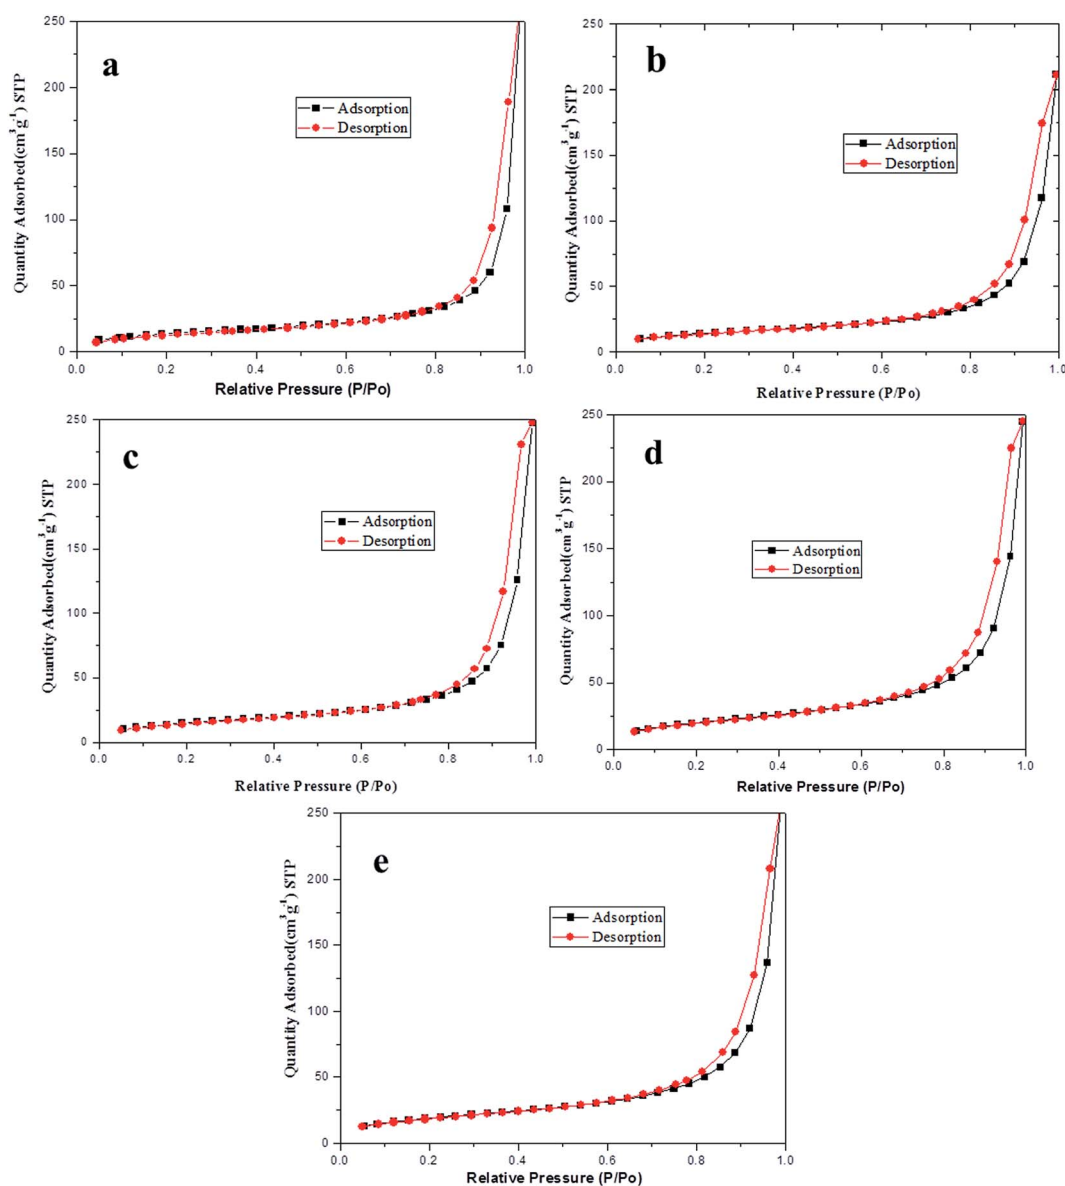 a
Quantity Adsorbed(cm³g⁻¹) STP
250
200
150
100
50
0
Adsorption
Desorption
0.0 0.2 0.4 0.6 0.8 1.0
Relative Pressure (P/Po)
b
Quantity Adsorbed(cm³g⁻¹) STP
250
200
150
100
50
0
Adsorption
Desorption
0.0 0.2 0.4 0.6 0.8 1.0
Relative Pressure (P/Po)
c
Quantity Adsorbed(cm³g⁻¹) STP
250
200
150
100
50
0
Adsorption
Desorption
0.0 0.2 0.4 0.6 0.8 1.0
Relative Pressure (P/Po)
d
Quantity Adsorbed(cm³g⁻¹) STP
250
200
150
100
50
0
Adsorption
Desorption
0.0 0.2 0.4 0.6 0.8 1.0
Relative Pressure (P/Po)
e
Quantity Adsorbed(cm³g⁻¹) STP
250
200
150
100
50
0
Adsorption
Desorption
0.0 0.2 0.4 0.6 0.8 1.0
Relative Pressure (P/Po)